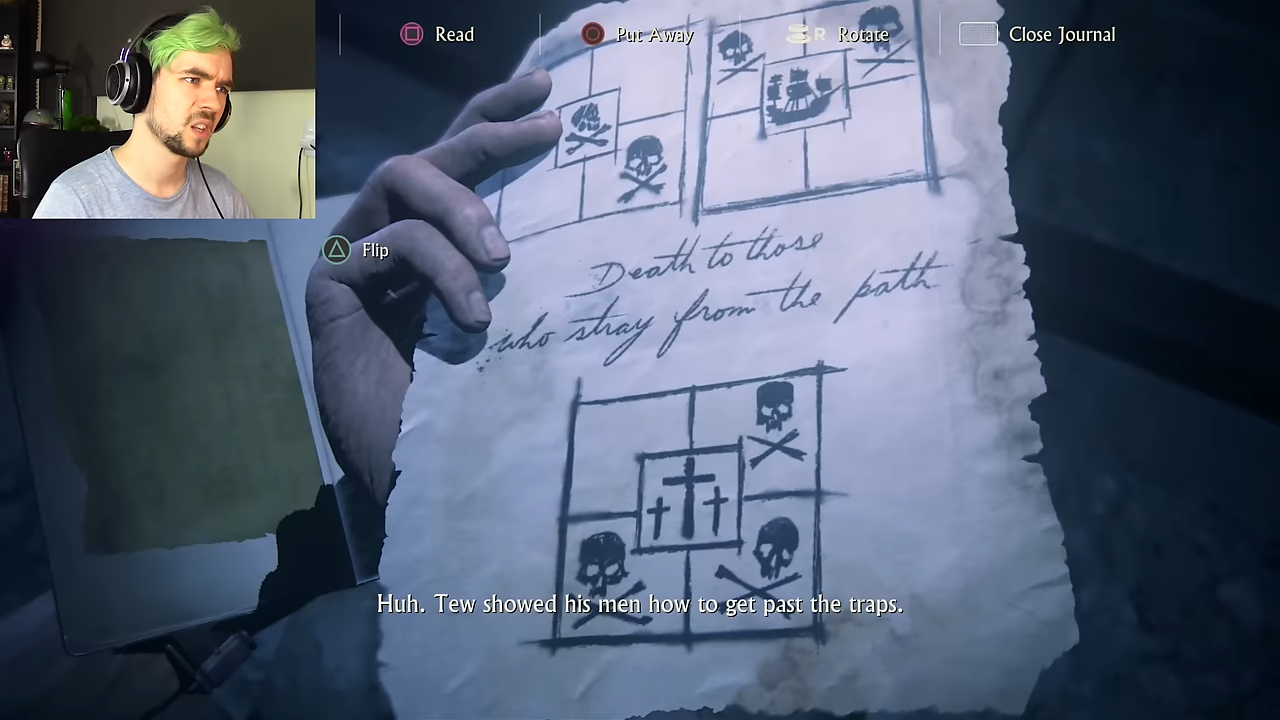 Read
Put Away
R Rotate
Close Journal
Flip
Death to those
who stray from the path.
Huh. Tew showed his men how to get past the traps.